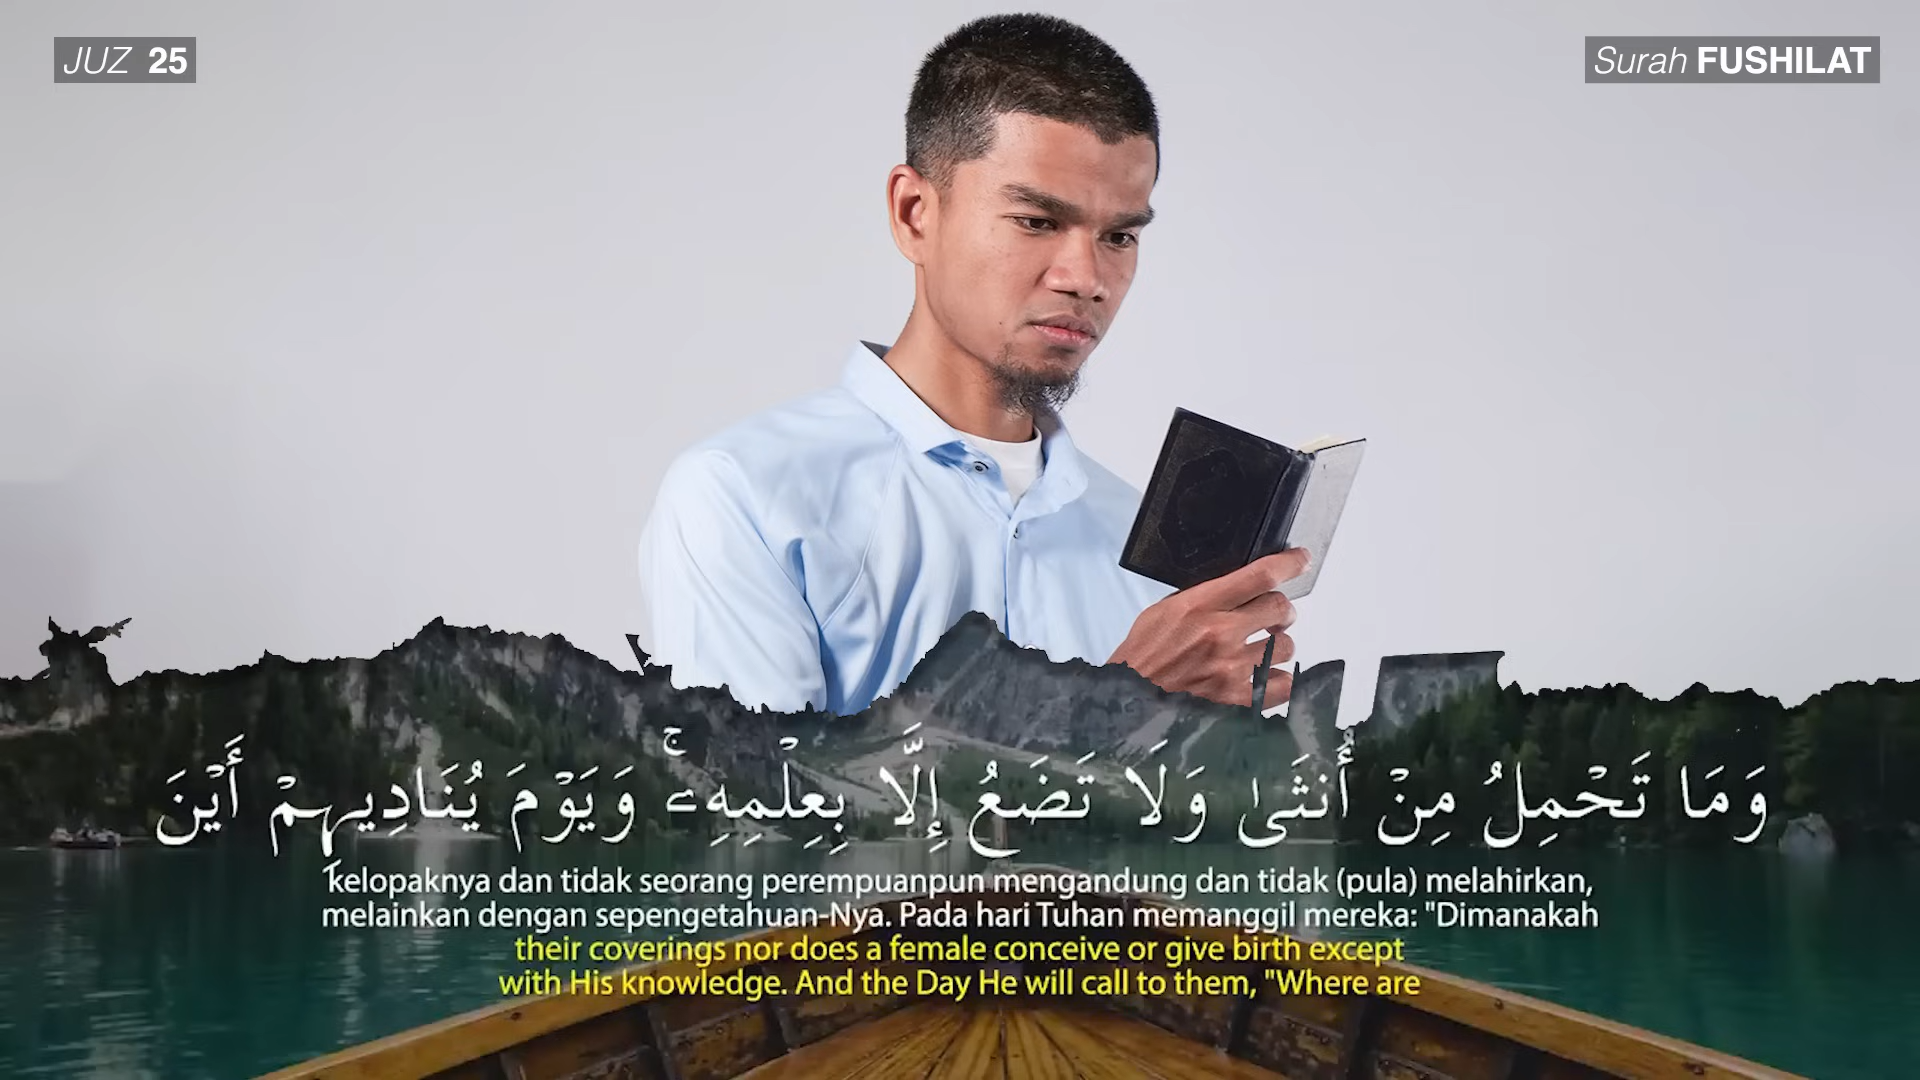 JUZ 25
Surah FUSHILAT
وَمَا تَحْمِلُ مِنْ أُنثَىٰ وَلَا تَضَعُ إِلَّا بِعِلْمِهِۦ ۚ وَيَوْمَ يُنَادِيهِمْ أَيْنَ
kelopaknya dan tidak seorang perempuanpun mengandung dan tidak (pula) melahirkan,
melainkan dengan sepengetahuan-Nya. Pada hari Tuhan memanggil mereka: "Dimanakah
their coverings nor does a female conceive or give birth except
with His knowledge. And the Day He will call to them, "Where are